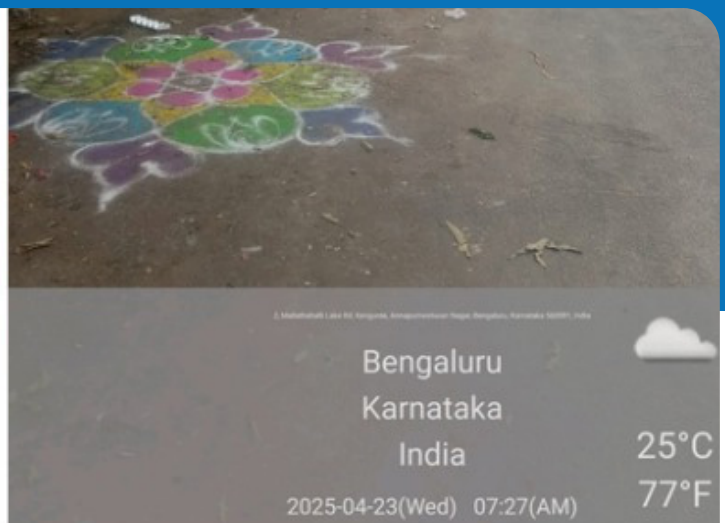 Bengaluru
Karnataka
India
25°C
2025-04-23(Wed) 07:27(AM)
77°F